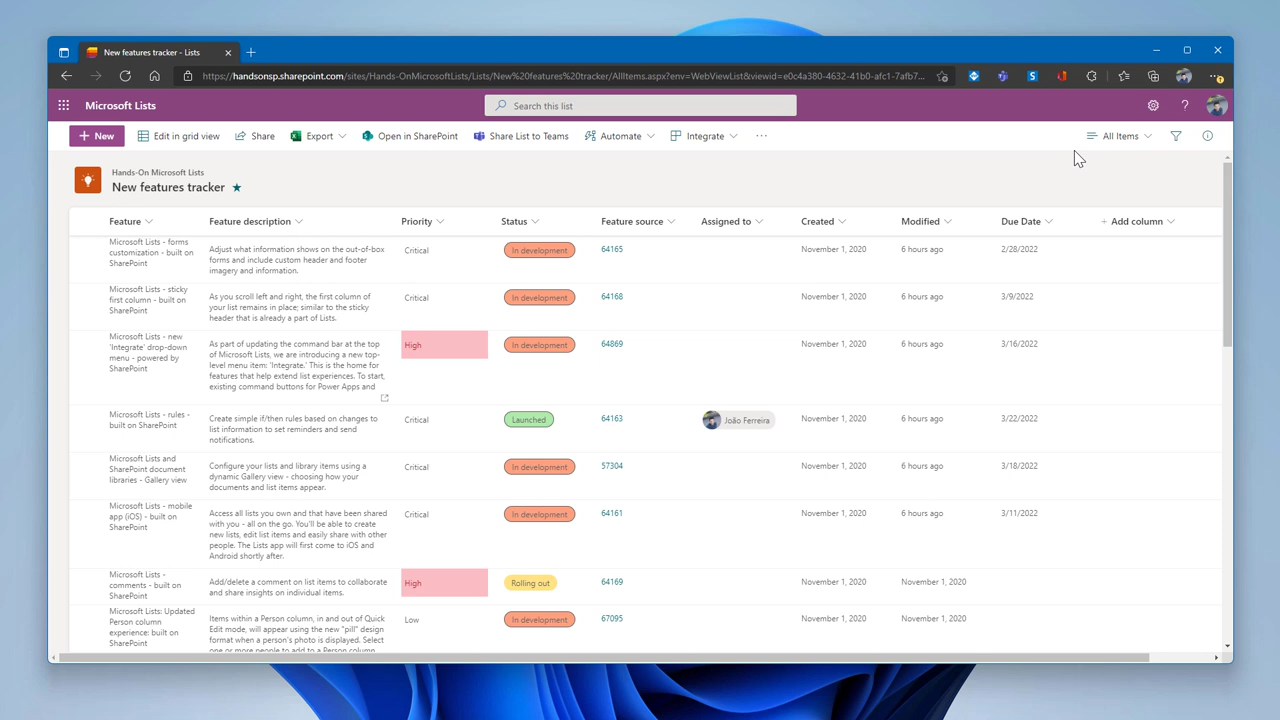 New features tracker - Lists
https://handsonsp.sharepoint.com/sites/Hands-OnMicrosoftLists/Lists/New%20features%20tracker/AllItems.aspx?env=WebViewList&viewid=e0c4a380-4632-41b0-afc1-7afb7...
Microsoft Lists
Search this list
New
Edit in grid view
Share
Export
Open in SharePoint
Share List to Teams
Automate
Integrate
All Items
Hands-On Microsoft Lists
New features tracker
Feature
Feature description
Priority
Status
Feature source
Assigned to
Created
Modified
Due Date
Add column
Microsoft Lists - forms
customization - built on
SharePoint
Adjust what information shows on the out-of-box
forms and include custom header and footer
imagery and information.
Critical
In development
64165
November 1, 2020
6 hours ago
2/28/2022
Microsoft Lists - sticky
first column - built on
SharePoint
As you scroll left and right, the first column of
your list remains in place; similar to the sticky
header that is already a part of Lists.
Critical
In development
64168
November 1, 2020
6 hours ago
3/9/2022
Microsoft Lists - new
'Integrate' drop-down
menu - powered by
SharePoint
As part of updating the command bar at the top
of Microsoft Lists, we are introducing a new top-
level menu item: 'Integrate.' This is the home for
features that help extend list experiences. To start,
existing command buttons for Power Apps and
High
In development
64869
November 1, 2020
6 hours ago
3/16/2022
Microsoft Lists - rules -
built on SharePoint
Create simple if/then rules based on changes to
list information to set reminders and send
notifications.
Critical
Launched
64163
João Ferreira
November 1, 2020
6 hours ago
3/22/2022
Microsoft Lists and
SharePoint document
libraries - Gallery view
Configure your lists and library items using a
dynamic Gallery view - choosing how your
documents and list items appear.
Critical
In development
57304
November 1, 2020
6 hours ago
3/18/2022
Microsoft Lists - mobile
app (iOS) - built on
SharePoint
Access all lists you own and that have been shared
with you - all on the go. You'll be able to create
new lists, edit list items and easily share with other
people. The Lists app will first come to iOS and
Android shortly after.
Critical
In development
64161
November 1, 2020
6 hours ago
3/11/2022
Microsoft Lists -
comments - built on
SharePoint
Add/delete a comment on list items to collaborate
and share insights on individual items.
High
Rolling out
64169
November 1, 2020
November 1, 2020
Microsoft Lists: Updated
Person column
experience: built on
SharePoint
Items within a Person column, in and out of Quick
Edit mode, will appear using the new "pill" design
format when a person's photo is displayed. Select
one or more people to add to a Person column.
Low
In development
67095
November 1, 2020
November 1, 2020